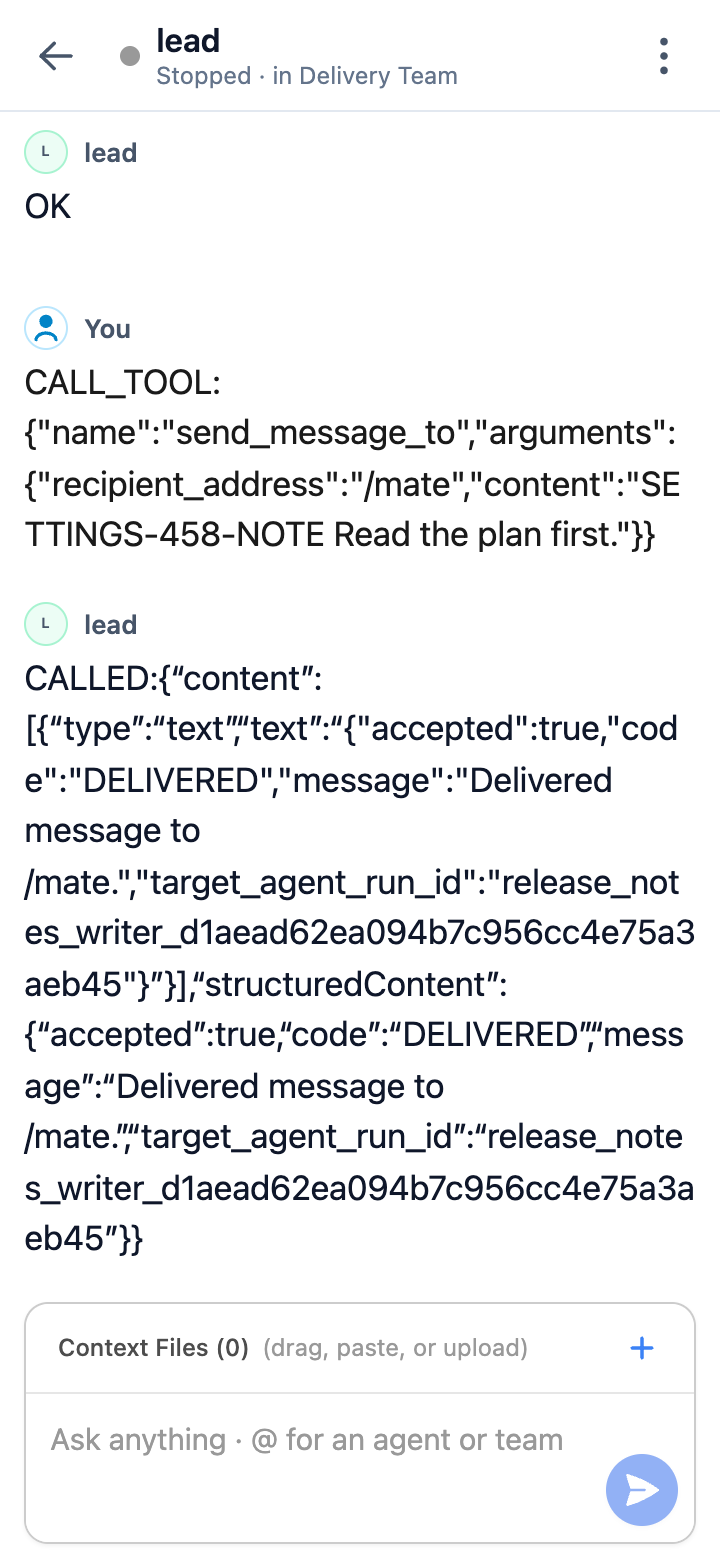 lead
Stopped · in Delivery Team
L
lead
OK
You
CALL_TOOL:
{"name":"send_message_to","arguments":
{"recipient_address":"/mate","content":"SE
TTINGS-458-NOTE Read the plan first."}}
L
lead
CALLED:{“content”:
[{“type”:“text”,“text”:“{"accepted":true,"cod
e":"DELIVERED","message":"Delivered
message to
/mate.","target_agent_run_id":"release_not
es_writer_d1aead62ea094b7c956cc4e75a3
aeb45"}”}],“structuredContent”:
{“accepted”:true,“code”:“DELIVERED”,“mess
age”:“Delivered message to
/mate.”,“target_agent_run_id”:“release_note
s_writer_d1aead62ea094b7c956cc4e75a3a
eb45”}}
Context Files (0) (drag, paste, or upload)
Ask anything · @ for an agent or team